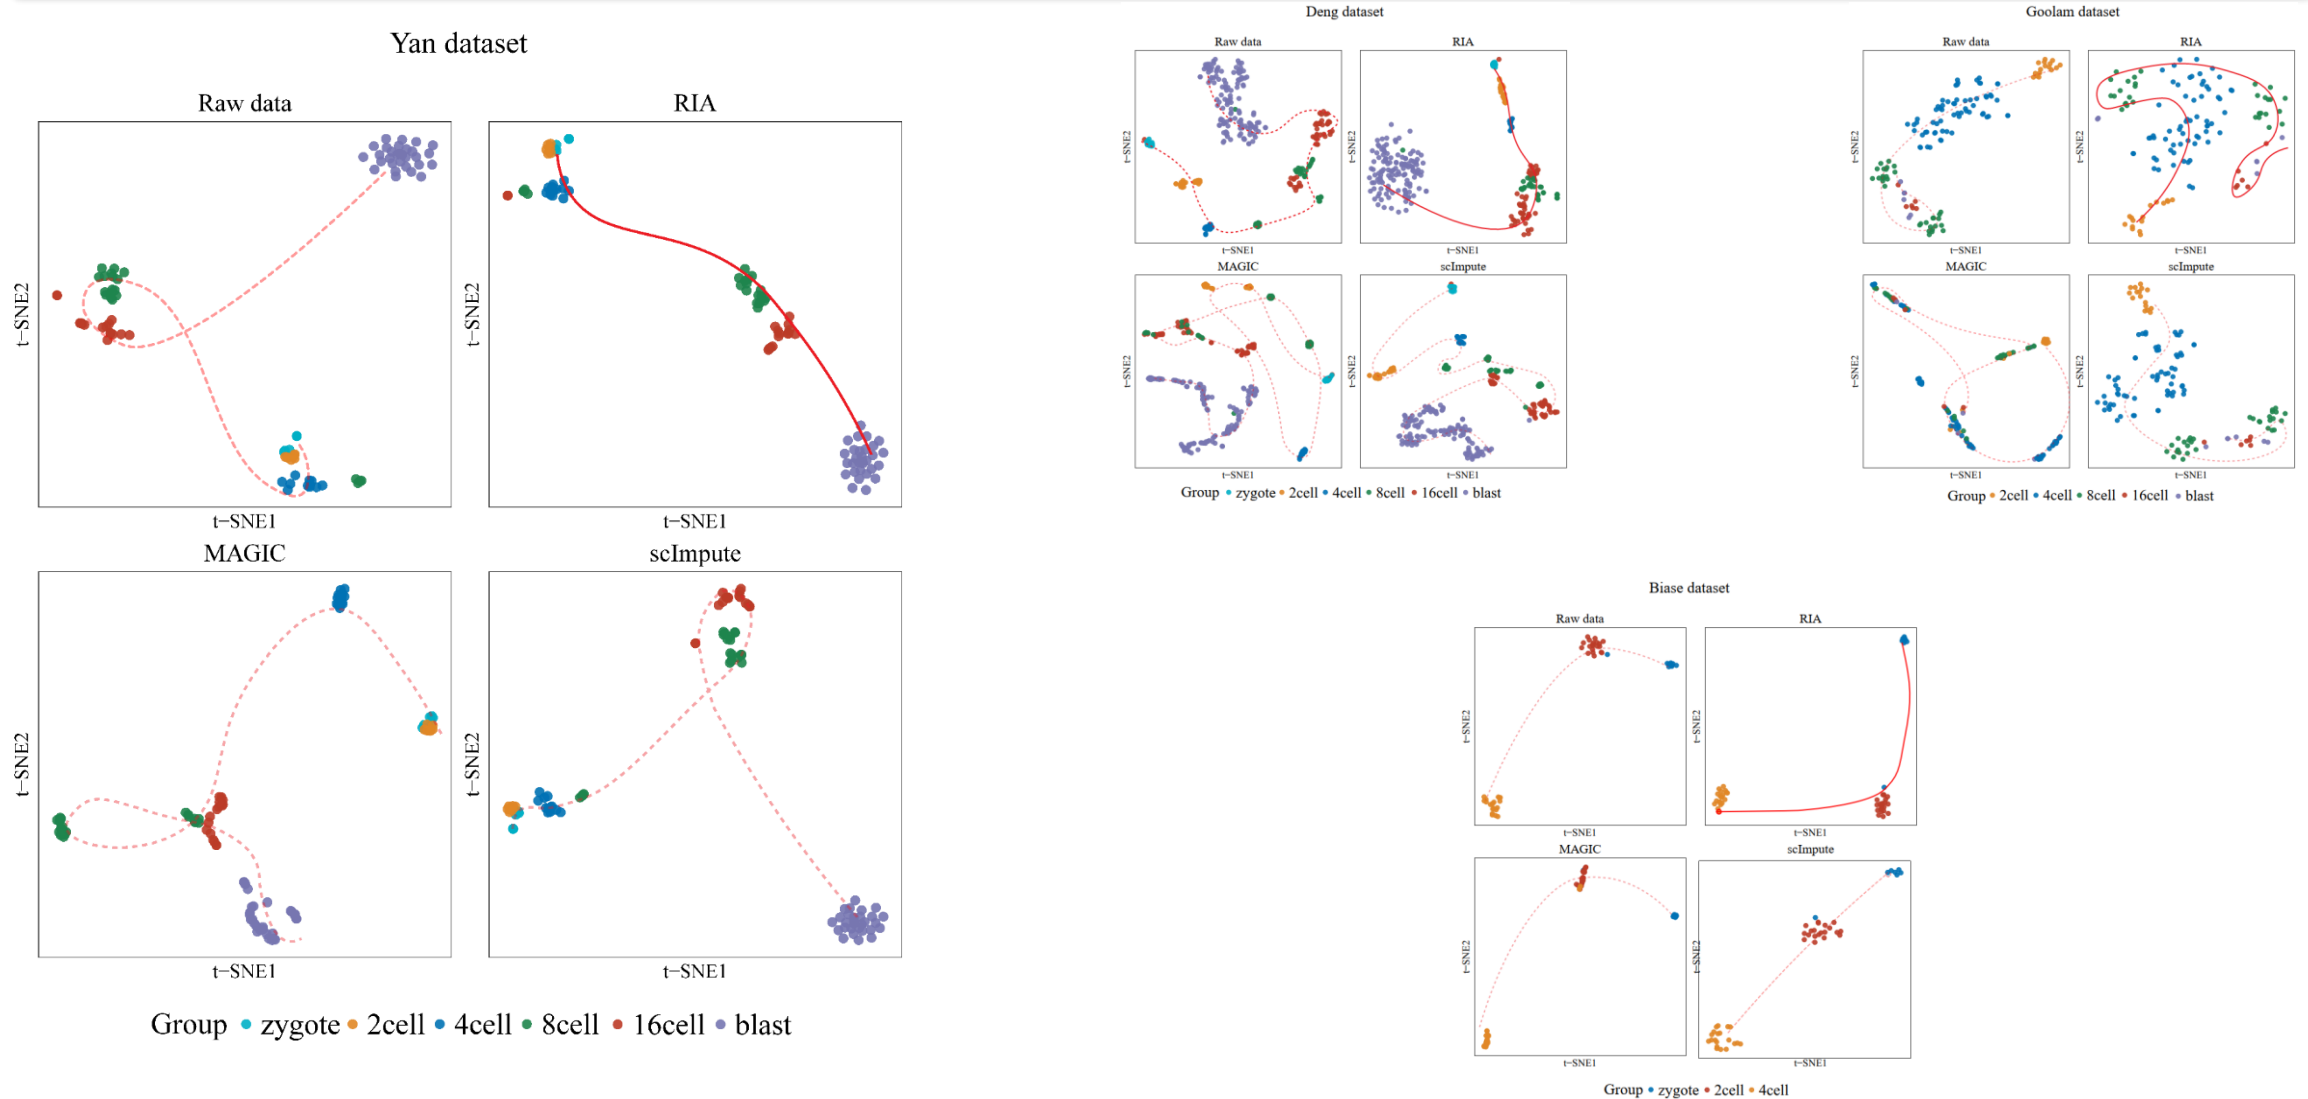 Yan dataset
Raw data
RIA
t−SNE2
t−SNE2
t−SNE1
t−SNE1
MAGIC
scImpute
t−SNE2
t−SNE2
t−SNE1
t−SNE1
Group zygote 2cell 4cell 8cell 16cell blast
Deng dataset
Raw data
RIA
t−SNE2
t−SNE2
t−SNE1
t−SNE1
MAGIC
scImpute
t−SNE2
t−SNE2
t−SNE1
t−SNE1
Group zygote 2cell 4cell 8cell 16cell blast
Goolam dataset
Raw data
RIA
t−SNE2
t−SNE2
t−SNE1
t−SNE1
MAGIC
scImpute
t−SNE2
t−SNE2
t−SNE1
t−SNE1
Group 2cell 4cell 8cell 16cell blast
Biase dataset
Raw data
RIA
t−SNE2
t−SNE2
t−SNE1
t−SNE1
MAGIC
scImpute
t−SNE2
t−SNE2
t−SNE1
t−SNE1
Group zygote 2cell 4cell